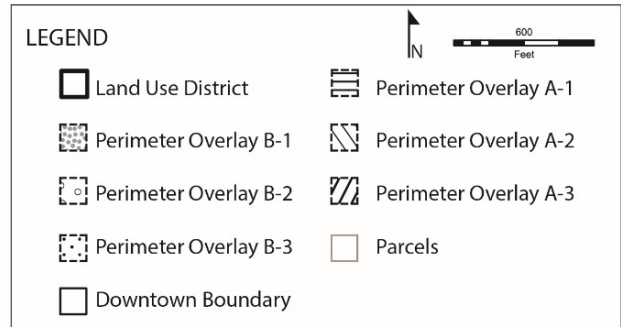 LEGEND
N
600
Feet
Land Use District
Perimeter Overlay B-1
Perimeter Overlay B-2
Perimeter Overlay B-3
Downtown Boundary
Perimeter Overlay A-1
Perimeter Overlay A-2
Perimeter Overlay A-3
Parcels